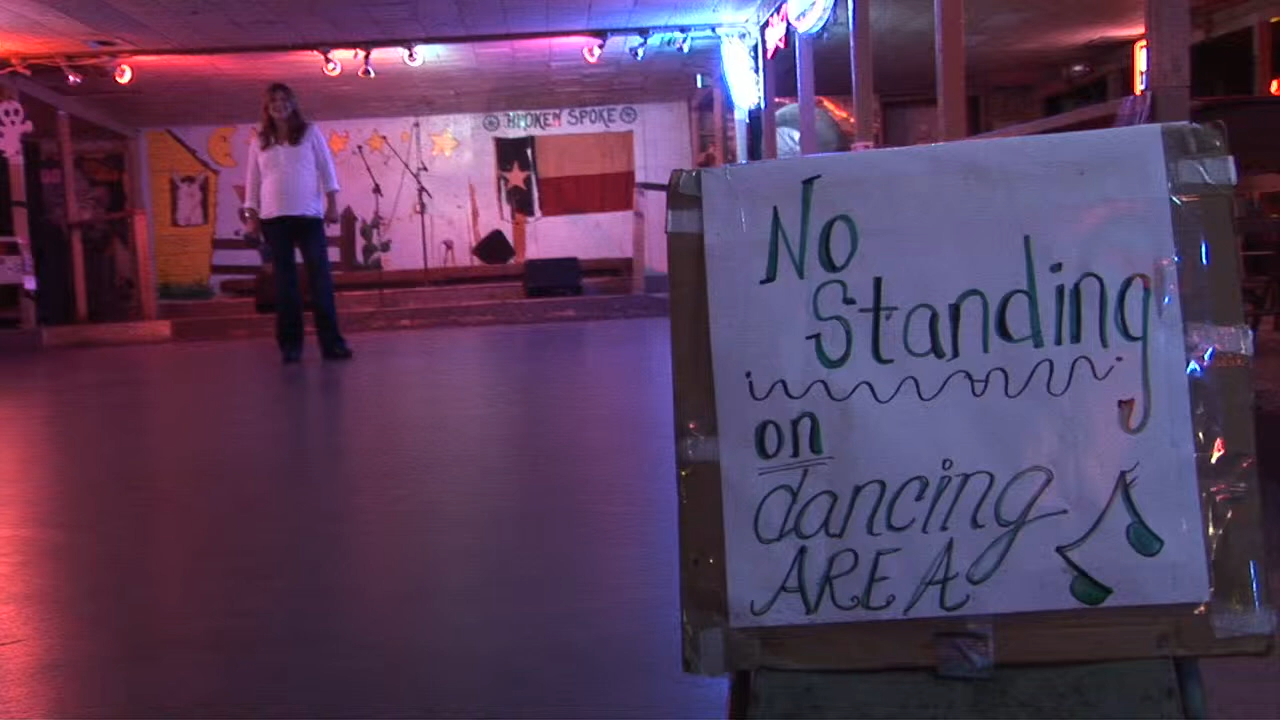 BROKEN SPOKE
No
Standing
on
dancing
AREA